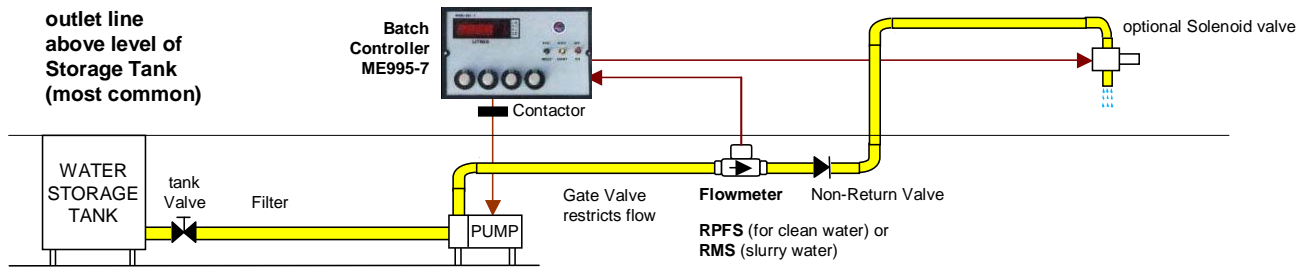 outlet line
above level of
Storage Tank
(most common)
Batch
Controller
ME995-7
LITRES
optional Solenoid valve
Contactor
WATER
STORAGE
TANK
tank
Valve
Filter
PUMP
Gate Valve
restricts flow
Flowmeter
Non-Return Valve
RPFS (for clean water) or
RMS (slurry water)